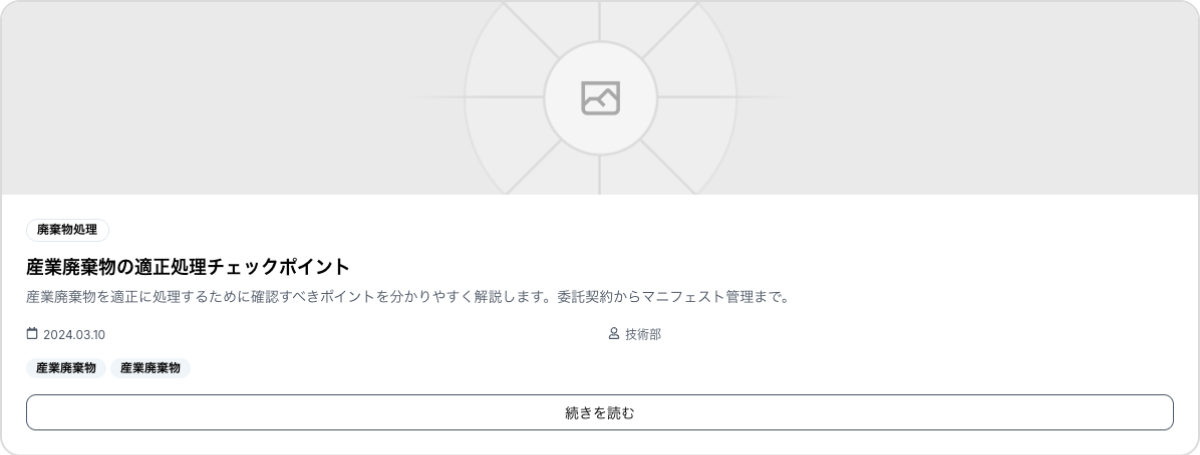 廃棄物処理
産業廃棄物の適正処理チェックポイント
産業廃棄物を適正に処理するために確認すべきポイントを分かりやすく解説します。委託契約からマニフェスト管理まで。
2024.03.10 技術部
産業廃棄物 産業廃棄物
続きを読む